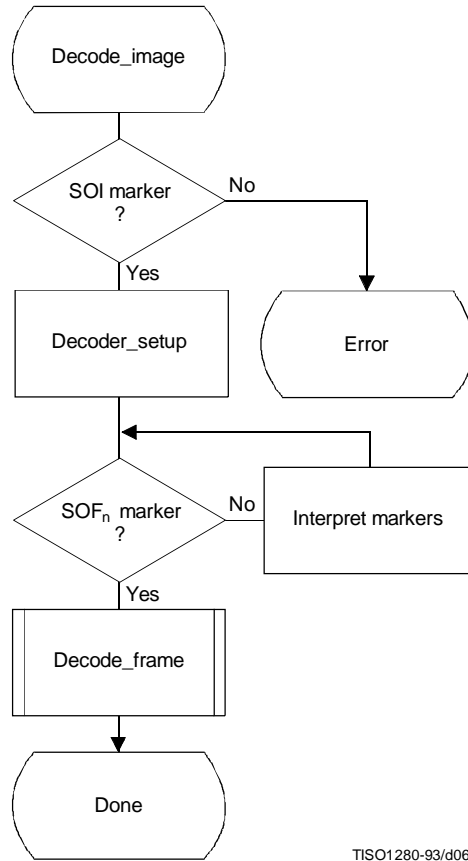 Decode_image
SOI marker
?
No
Yes
Decoder_setup
Error
SOFn marker
?
No
Interpret markers
Yes
Decode_frame
Done
TISO1280-93/d06